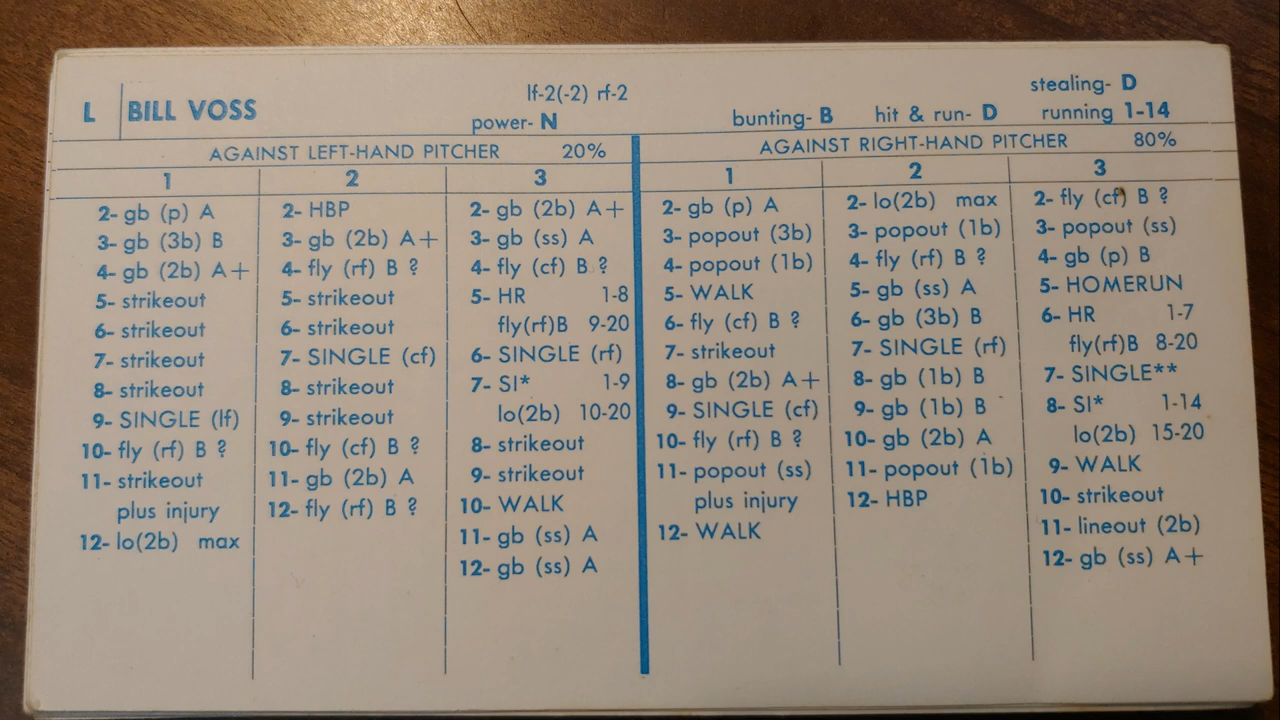 lf-2(-2) rf-2 stealing- D
L BILL VOSS
power- N bunting- B hit & run- D running 1-14
AGAINST LEFT-HAND PITCHER 20% AGAINST RIGHT-HAND PITCHER 80%
1
2- gb (p) A
3- gb (3b) B
4- gb (2b) A+
5- strikeout
6- strikeout
7- strikeout
8- strikeout
9- SINGLE (lf)
10- fly (rf) B ?
11- strikeout
plus injury
12- lo(2b) max
2
2- HBP
3- gb (2b) A+
4- fly (rf) B ?
5- strikeout
6- strikeout
7- SINGLE (cf)
8- strikeout
9- strikeout
10- fly (cf) B ?
11- gb (2b) A
12- fly (rf) B ?
3
2- gb (2b) A+
3- gb (ss) A
4- fly (cf) B ?
5- HR 1-8
fly(rf)B 9-20
6- SINGLE (rf)
7- SI* 1-9
lo(2b) 10-20
8- strikeout
9- strikeout
10- WALK
11- gb (ss) A
12- gb (ss) A
1
2- gb (p) A
3- popout (3b)
4- popout (1b)
5- WALK
6- fly (cf) B ?
7- strikeout
8- gb (2b) A+
9- SINGLE (cf)
10- fly (rf) B ?
11- popout (ss)
plus injury
12- WALK
2
2- lo(2b) max
3- popout (1b)
4- fly (rf) B ?
5- gb (ss) A
6- gb (3b) B
7- SINGLE (rf)
8- gb (1b) B
9- gb (1b) B
10- gb (2b) A
11- popout (1b)
12- HBP
3
2- fly (cf) B ?
3- popout (ss)
4- gb (p) B
5- HOMERUN
6- HR 1-7
fly(rf)B 8-20
7- SINGLE**
8- SI* 1-14
lo(2b) 15-20
9- WALK
10- strikeout
11- lineout (2b)
12- gb (ss) A+